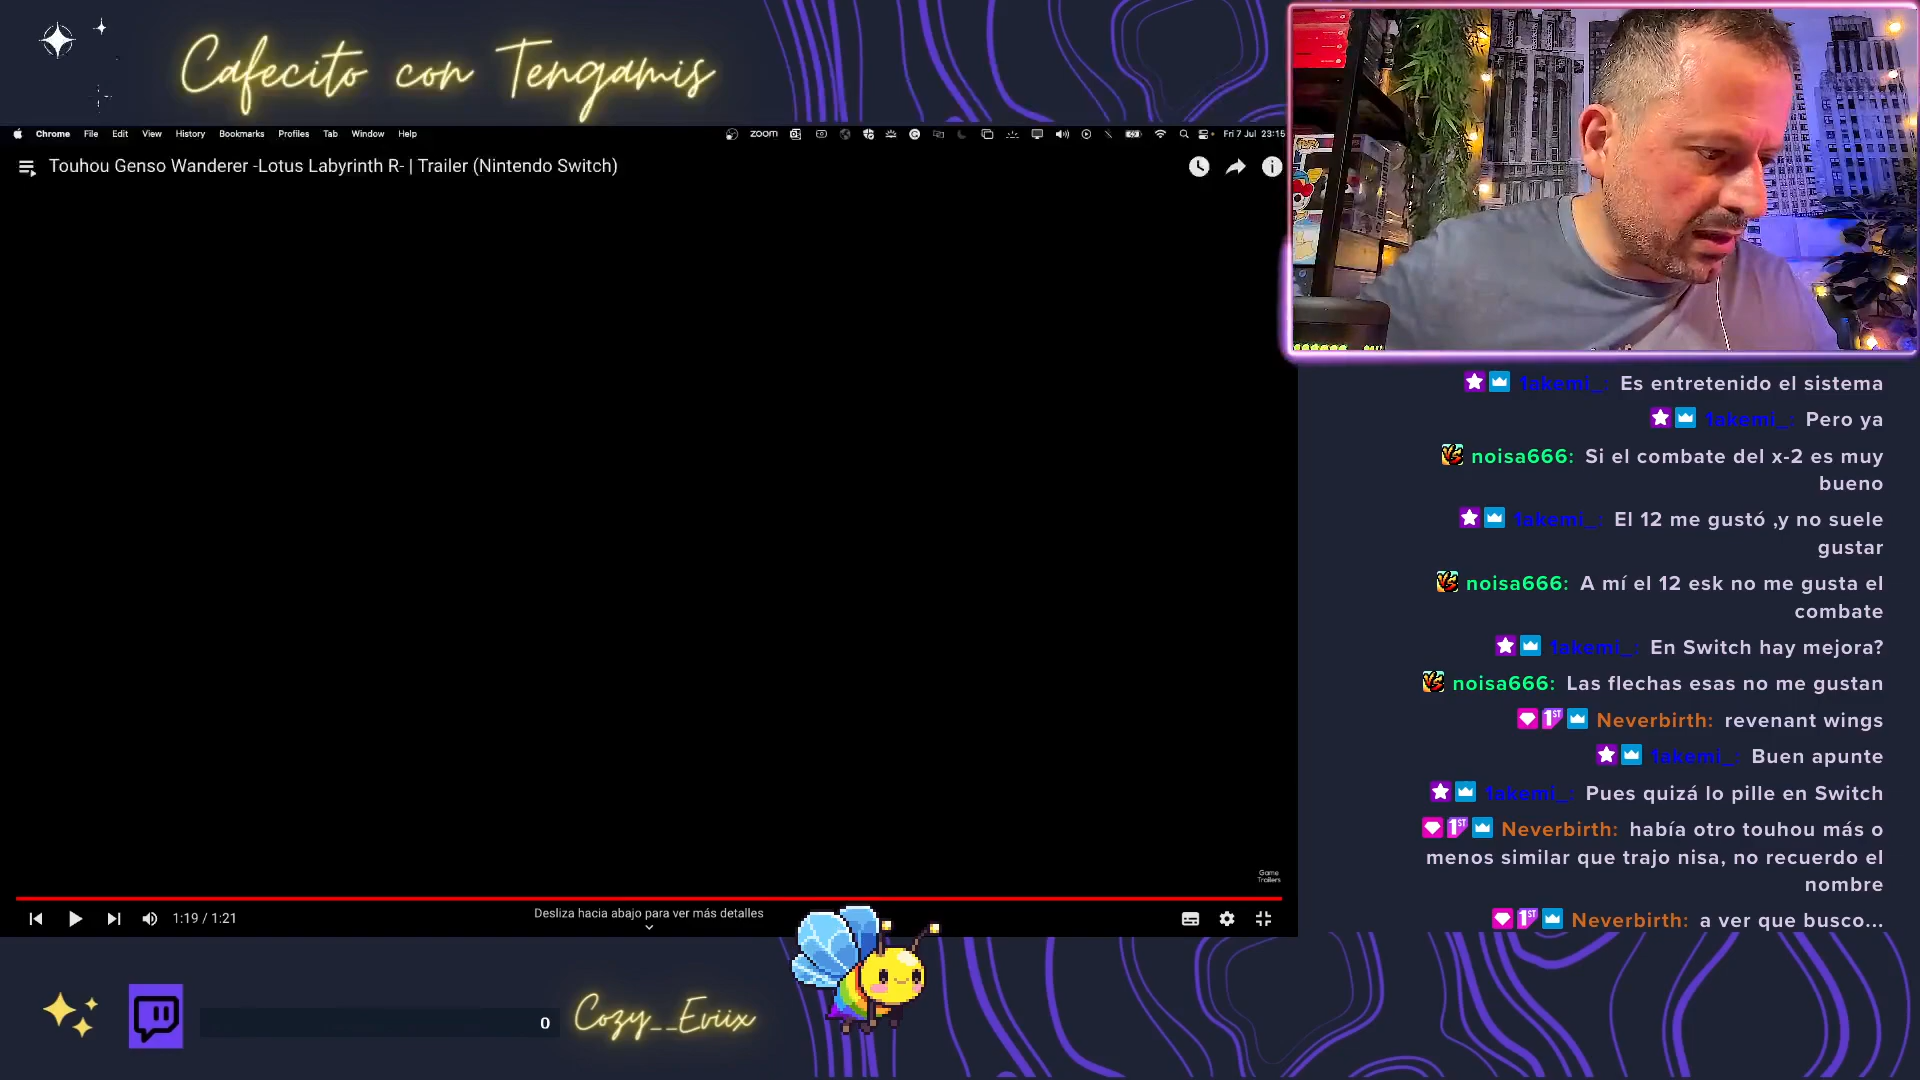 Cafecito con Tengamis
Chrome File Edit View History Bookmarks Profiles Tab Window Help
zoom
Fri 7 Jul 23:15
Touhou Genso Wanderer -Lotus Labyrinth R- | Trailer (Nintendo Switch)
1akemi_: Es entretenido el sistema
1akemi_: Pero ya
noisa666: Si el combate del x-2 es muy
bueno
1akemi_: El 12 me gustó ,y no suele
gustar
noisa666: A mí el 12 esk no me gusta el
combate
1akemi_: En Switch hay mejora?
noisa666: Las flechas esas no me gustan
1ST Neverbirth: revenant wings
1akemi_: Buen apunte
1akemi_: Pues quizá lo pille en Switch
1ST Neverbirth: había otro touhou más o
menos similar que trajo nisa, no recuerdo el
nombre
1ST Neverbirth: a ver que busco...
Game
Trailers
1:19 / 1:21
Desliza hacia abajo para ver más detalles
0
Cozy__Eviix